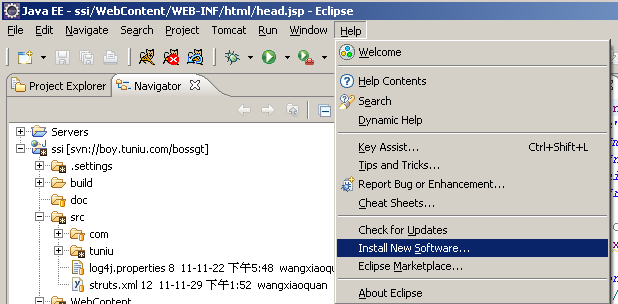 Java EE - ssi/WebContent/WEB-INF/html/head.jsp - Eclipse
File Edit Navigate Search Project Tomcat Run Window Help
Project Explorer Navigator
Servers
ssi [svn://boy.tuniu.com/bossgt]
.settings
build
doc
src
com
tuniu
log4j.properties 8 11-11-22 下午5:48 wangxiaoquan
struts.xml 12 11-11-29 下午1:52 wangxiaoquan
WebContent
Welcome
Help Contents
Search
Dynamic Help
Key Assist... Ctrl+Shift+L
Tips and Tricks...
Report Bug or Enhancement...
Cheat Sheets...
Check for Updates
Install New Software...
Eclipse Marketplace...
About Eclipse